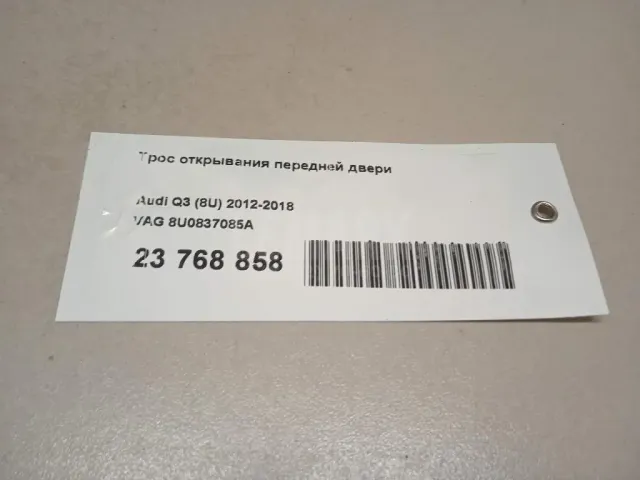 Трос открывания передней двери
Audi Q3 (8U) 2012-2018
VAG 8U0837085A
23 768 858